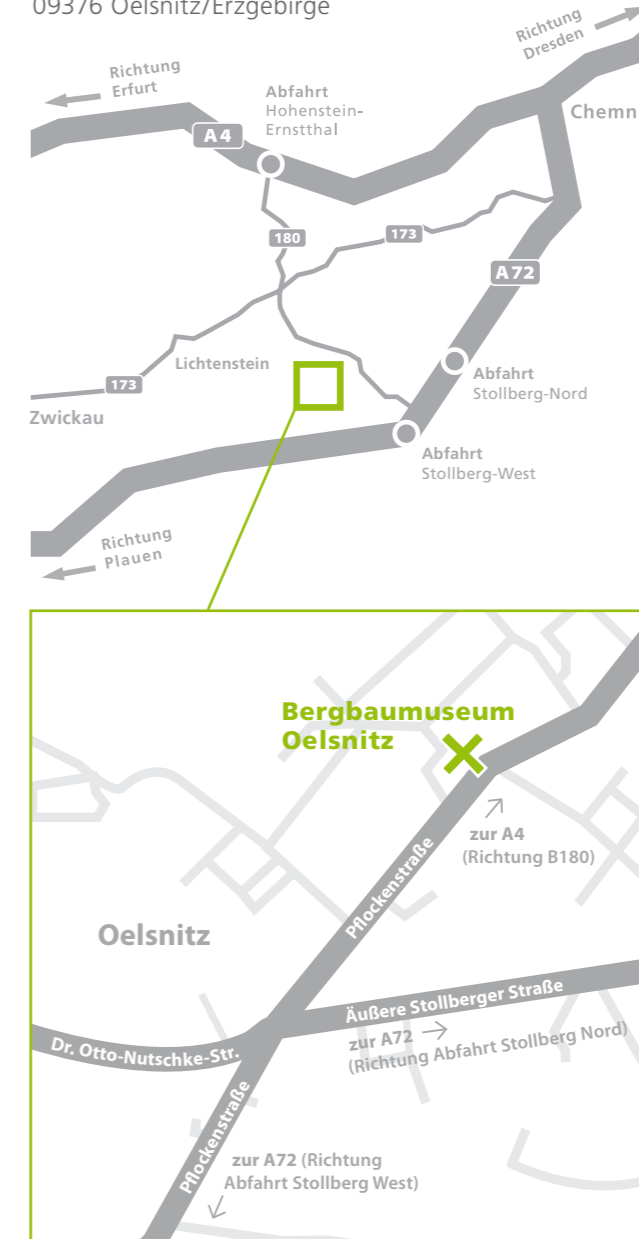 09376 Oelsnitz/Erzgebirge
Richtung
Dresden
Richtung
Erfurt
Abfahrt
Hohenstein-
Ernstthal
Chemn
A4
180
173
A72
Lichtenstein
173
Zwickau
Abfahrt
Stollberg-Nord
Abfahrt
Stollberg-West
Richtung
Plauen
Bergbaumuseum
Oelsnitz
zur A4
(Richtung B180)
Pflockenstraße
Oelsnitz
Äußere Stollberger Straße
zur A72
(Richtung Abfahrt Stollberg Nord)
Dr. Otto-Nutschke-Str.
Pflockenstraße
zur A72 (Richtung
Abfahrt Stollberg West)